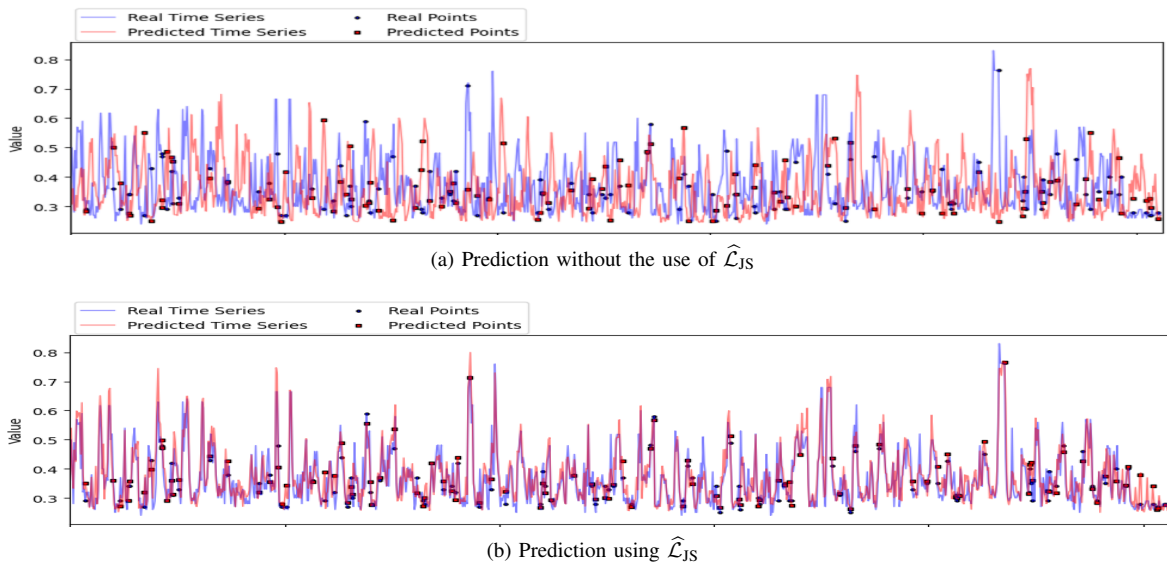 Real Time Series Real Points
Predicted Time Series Predicted Points
0.8
0.7
0.6
0.5
0.4
0.3
Value
(a) Prediction without the use of $\widehat{\mathcal{L}}_{\text{JS}}$
Real Time Series Real Points
Predicted Time Series Predicted Points
0.8
0.7
0.6
0.5
0.4
0.3
Value
(b) Prediction using $\widehat{\mathcal{L}}_{\text{JS}}$